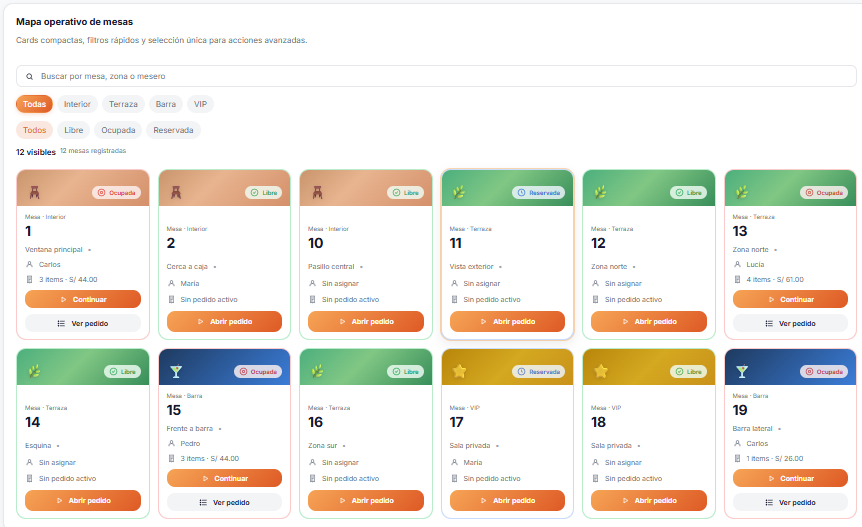 Mapa operativo de mesas
Cards compactas, filtros rápidos y selección única para acciones avanzadas.
Buscar por mesa, zona o mesero
Todas Interior Terraza Barra VIP
Todos Libre Ocupada Reservada
12 visibles 12 mesas registradas
Ocupada
Mesa · Interior
1
Ventana principal •
Carlos
3 items · S/ 44.00
Continuar
Ver pedido
Libre
Mesa · Interior
2
Cerca a caja •
María
Sin pedido activo
Abrir pedido
Libre
Mesa · Interior
10
Pasillo central •
Sin asignar
Sin pedido activo
Abrir pedido
Reservada
Mesa · Terraza
11
Vista exterior •
Sin asignar
Sin pedido activo
Abrir pedido
Libre
Mesa · Terraza
12
Zona norte •
Sin asignar
Sin pedido activo
Abrir pedido
Ocupada
Mesa · Terraza
13
Zona norte •
Lucía
4 items · S/ 61.00
Continuar
Ver pedido
Libre
Mesa · Terraza
14
Esquina •
Sin asignar
Sin pedido activo
Abrir pedido
Ocupada
Mesa · Barra
15
Frente a barra •
Pedro
3 items · S/ 44.00
Continuar
Ver pedido
Libre
Mesa · Terraza
16
Zona sur •
Sin asignar
Sin pedido activo
Abrir pedido
Reservada
Mesa · VIP
17
Sala privada •
María
Sin pedido activo
Abrir pedido
Libre
Mesa · VIP
18
Sala privada •
Sin asignar
Sin pedido activo
Abrir pedido
Ocupada
Mesa · Barra
19
Barra lateral •
Carlos
1 items · S/ 26.00
Continuar
Ver pedido